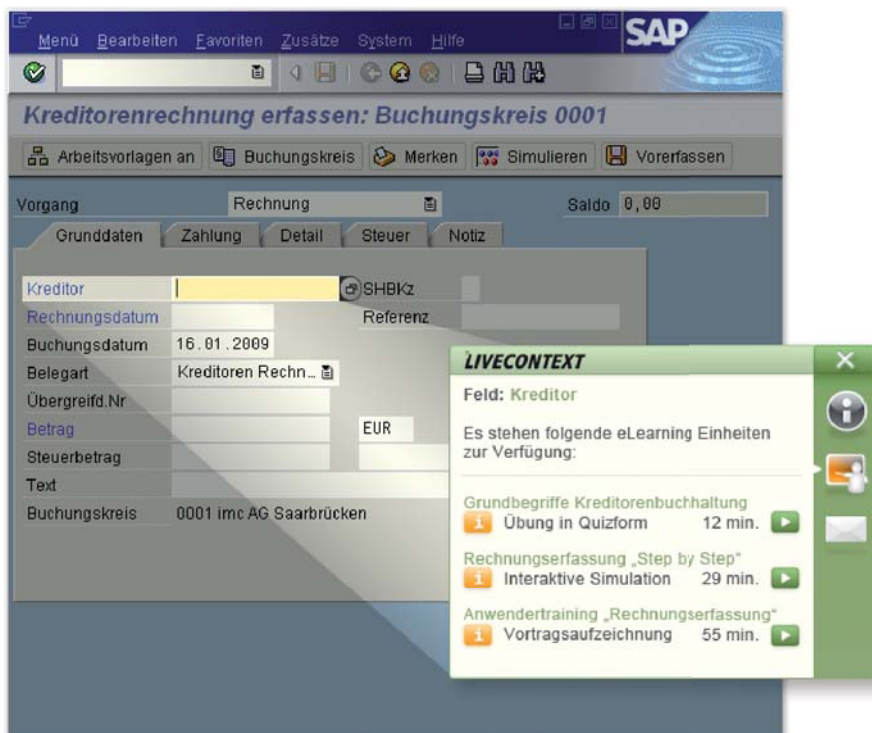 Menü Bearbeiten Favoriten Zusätze System Hilfe
SAP
Kreditorenrechnung erfassen: Buchungskreis 0001
Arbeitsvorlagen an Buchungskreis Merken Simulieren Vorerfassen
Vorgang Rechnung Saldo 0,00
Grunddaten Zahlung Detail Steuer Notiz
Kreditor SHBKz
Rechnungsdatum Referenz
Buchungsdatum 16.01.2009
Belegart Kreditoren Rechn…
Übergreifd.Nr
Betrag EUR
Steuerbetrag
Text
Buchungskreis 0001 imc AG Saarbrücken
LIVECONTEXT
Feld: Kreditor
Es stehen folgende eLearning Einheiten
zur Verfügung:
Grundbegriffe Kreditorenbuchhaltung
i Übung in Quizform 12 min.
Rechnungserfassung „Step by Step“
i Interaktive Simulation 29 min.
Anwendertraining „Rechnungserfassung“
i Vortragsaufzeichnung 55 min.